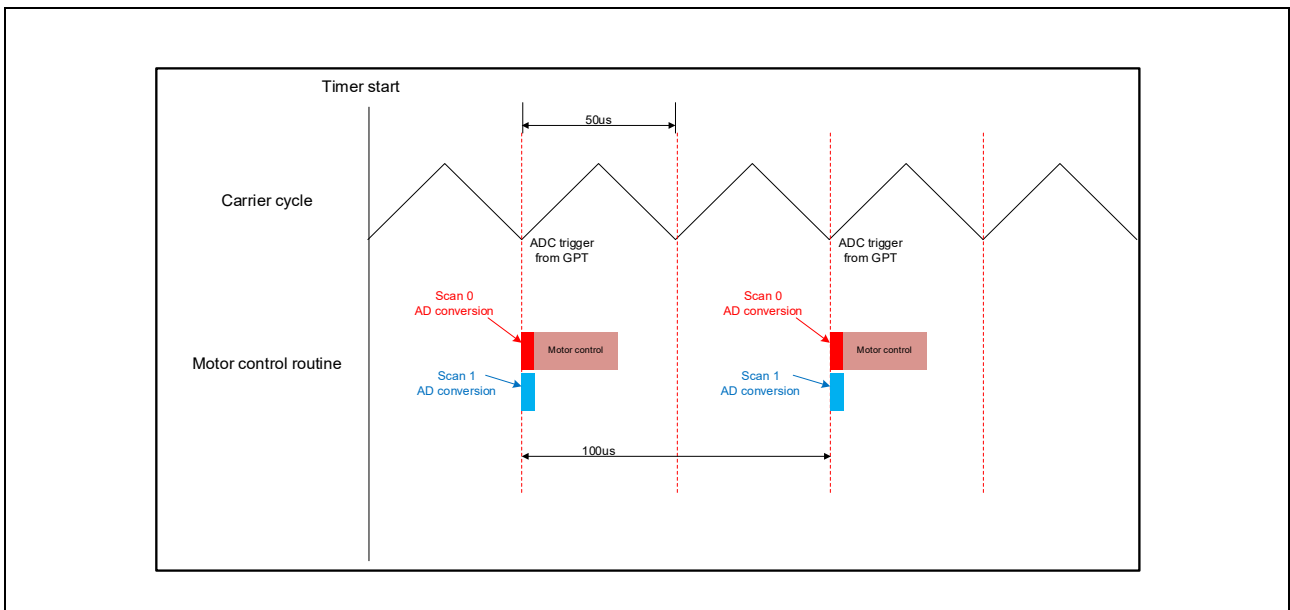 Timer start
50us
Carrier cycle
ADC trigger
from GPT
ADC trigger
from GPT
Scan 0
AD conversion
Scan 0
AD conversion
Motor control
Motor control
Motor control routine
Scan 1
AD conversion
Scan 1
AD conversion
100us